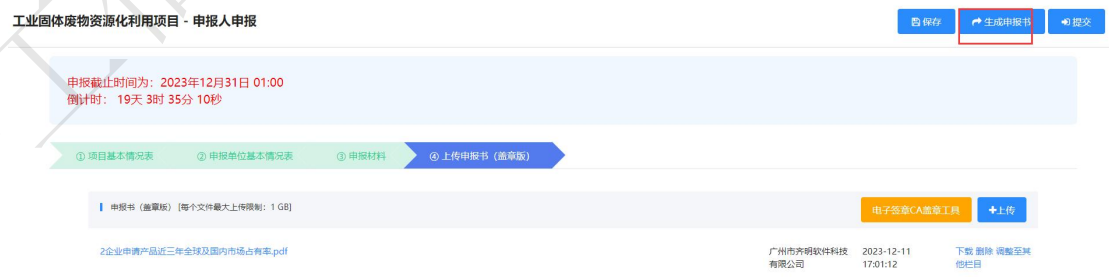 工业固体废物资源化利用项目 - 申报人申报
保存 生成申报书 提交
申报截止时间为: 2023年12月31日 01:00
倒计时: 19天 3时 35分 10秒
① 项目基本情况表 ② 申报单位基本情况表 ③ 申报材料 ④ 上传申报书(盖章版)
申报书(盖章版) [每个文件最大上传限制: 1 GB] 电子签章CA盖章工具 +上传
2企业申请产品近三年全球及国内市场占有率.pdf 广州市齐明软件科技有限公司 2023-12-11 17:01:12 下载 删除 调整至其他栏目